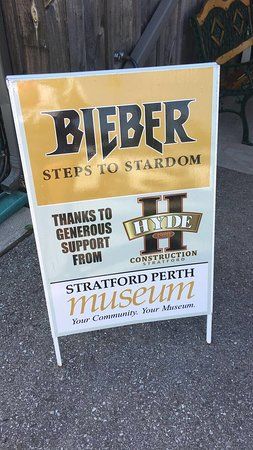 BIEBER
STEPS TO STARDOM
THANKS TO
GENEROUS
SUPPORT
FROM
H
HYDE
CONSTRUCTION
STRATFORD
STRATFORD PERTH
museum
Your Community. Your Museum.